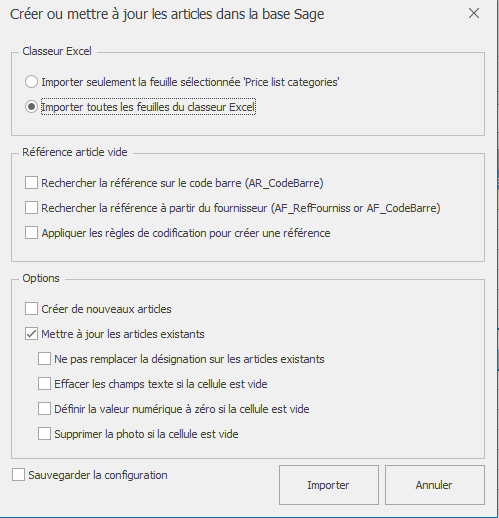 Créer ou mettre à jour les articles dans la base Sage
Classeur Excel
Importer seulement la feuille sélectionnée 'Price list categories'
Importer toutes les feuilles du classeur Excel
Référence article vide
Rechercher la référence sur le code barre (AR_CodeBarre)
Rechercher la référence à partir du fournisseur (AF_RefFourniss or AF_CodeBarre)
Appliquer les règles de codification pour créer une référence
Options
Créer de nouveaux articles
Mettre à jour les articles existants
Ne pas remplacer la désignation sur les articles existants
Effacer les champs texte si la cellule est vide
Définir la valeur numérique à zéro si la cellule est vide
Supprimer la photo si la cellule est vide
Sauvegarder la configuration
Importer
Annuler